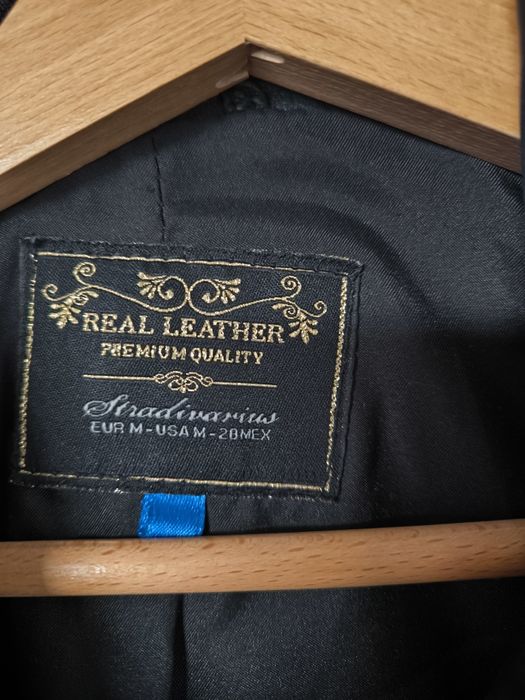 REAL LEATHER
PREMIUM QUALITY
Stradivarius
EUR M-USA M-28MEX